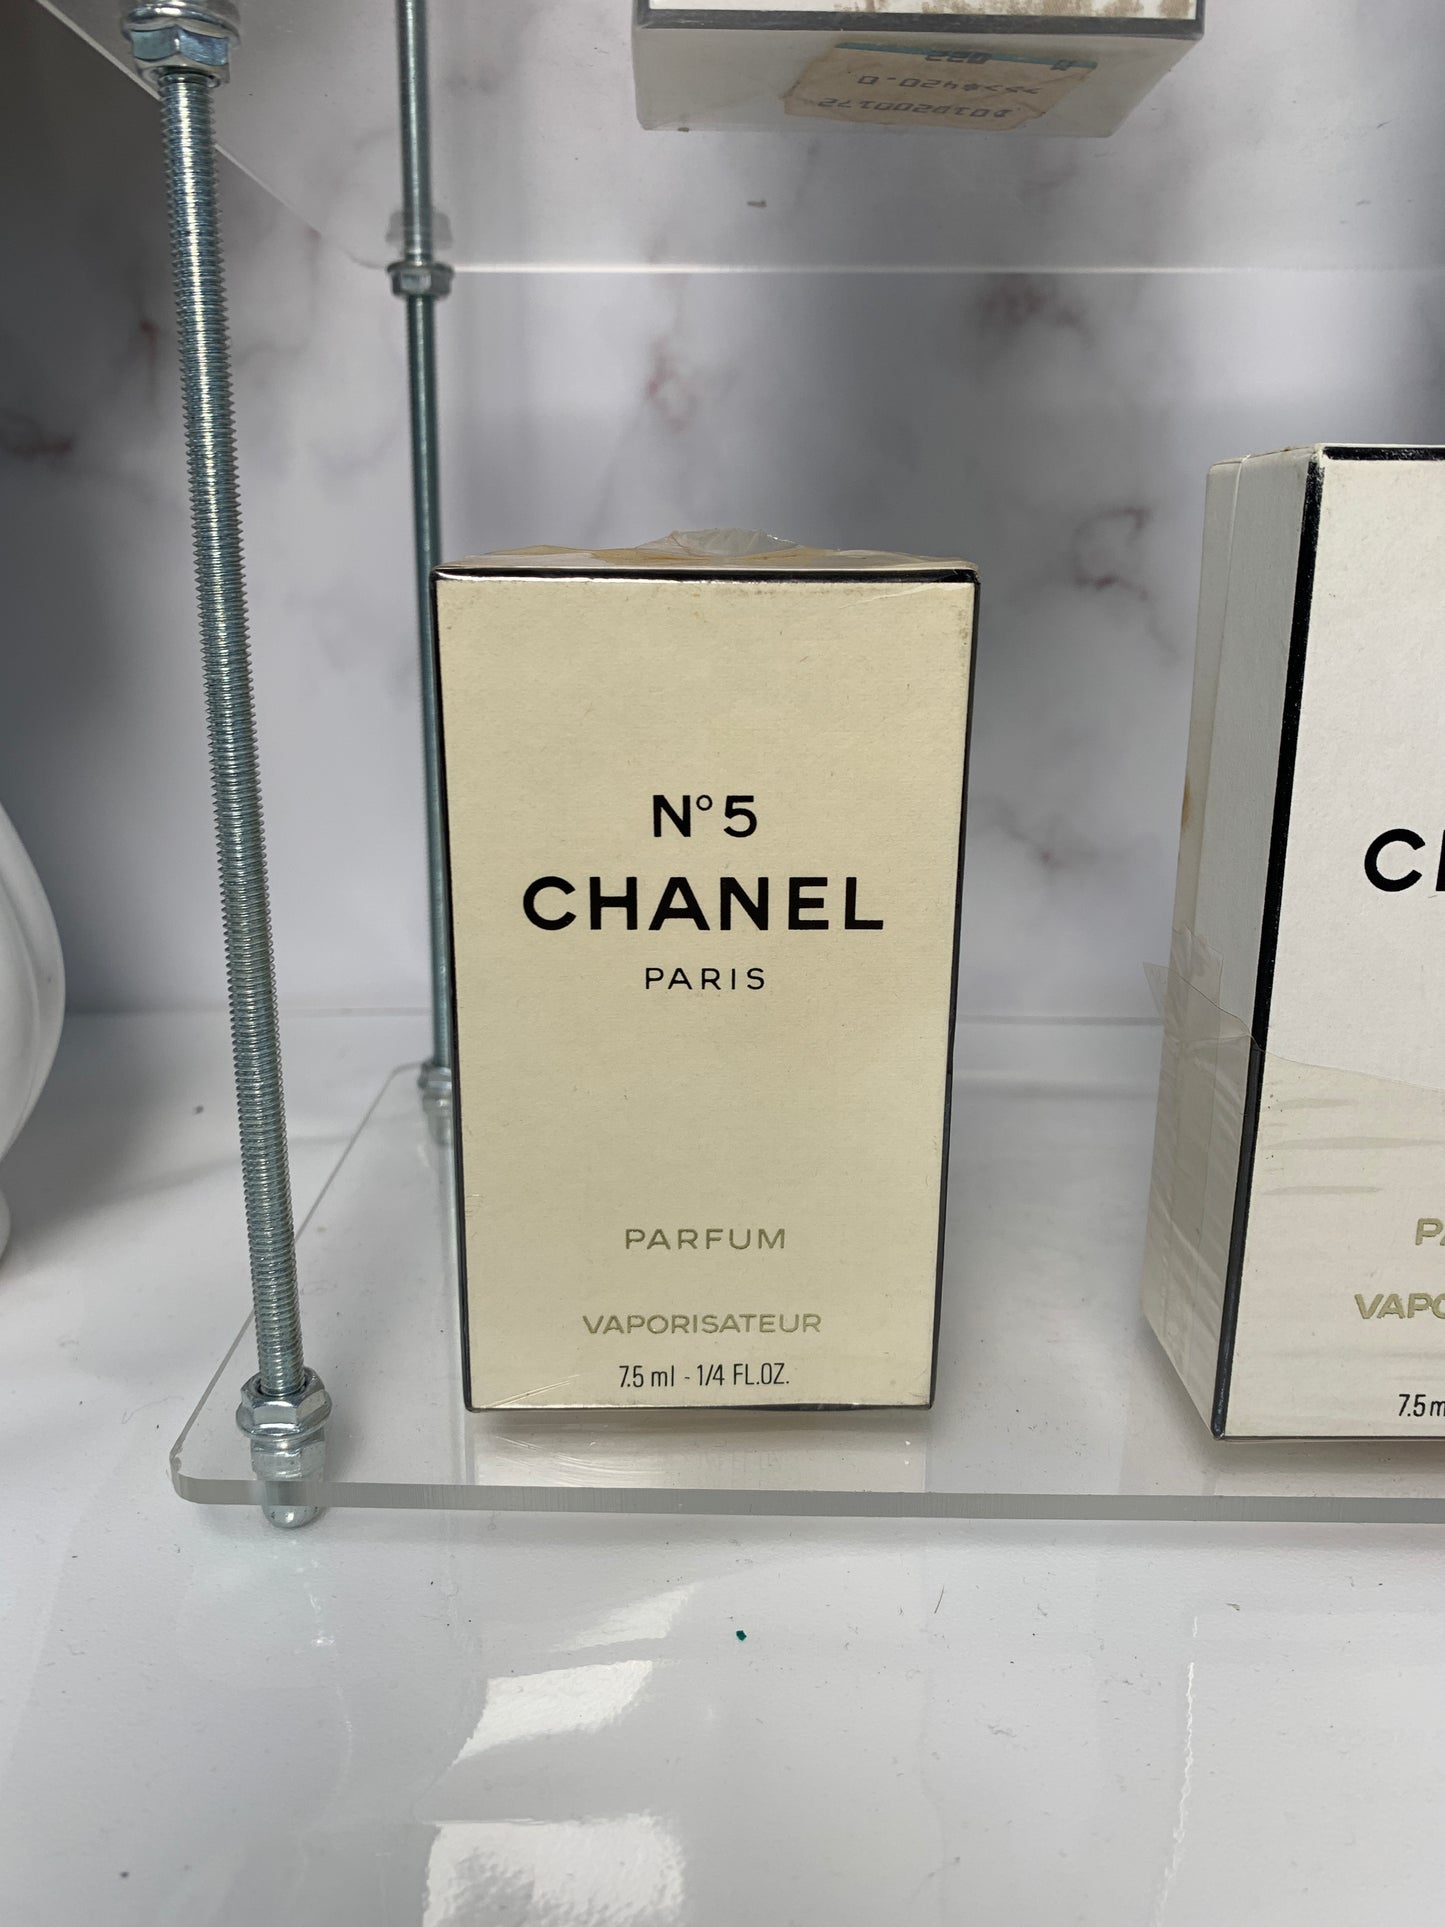 N°5
CHANEL
PARIS
PARFUM
VAPORISATEUR
7.5 ml - 1/4 FL.OZ.